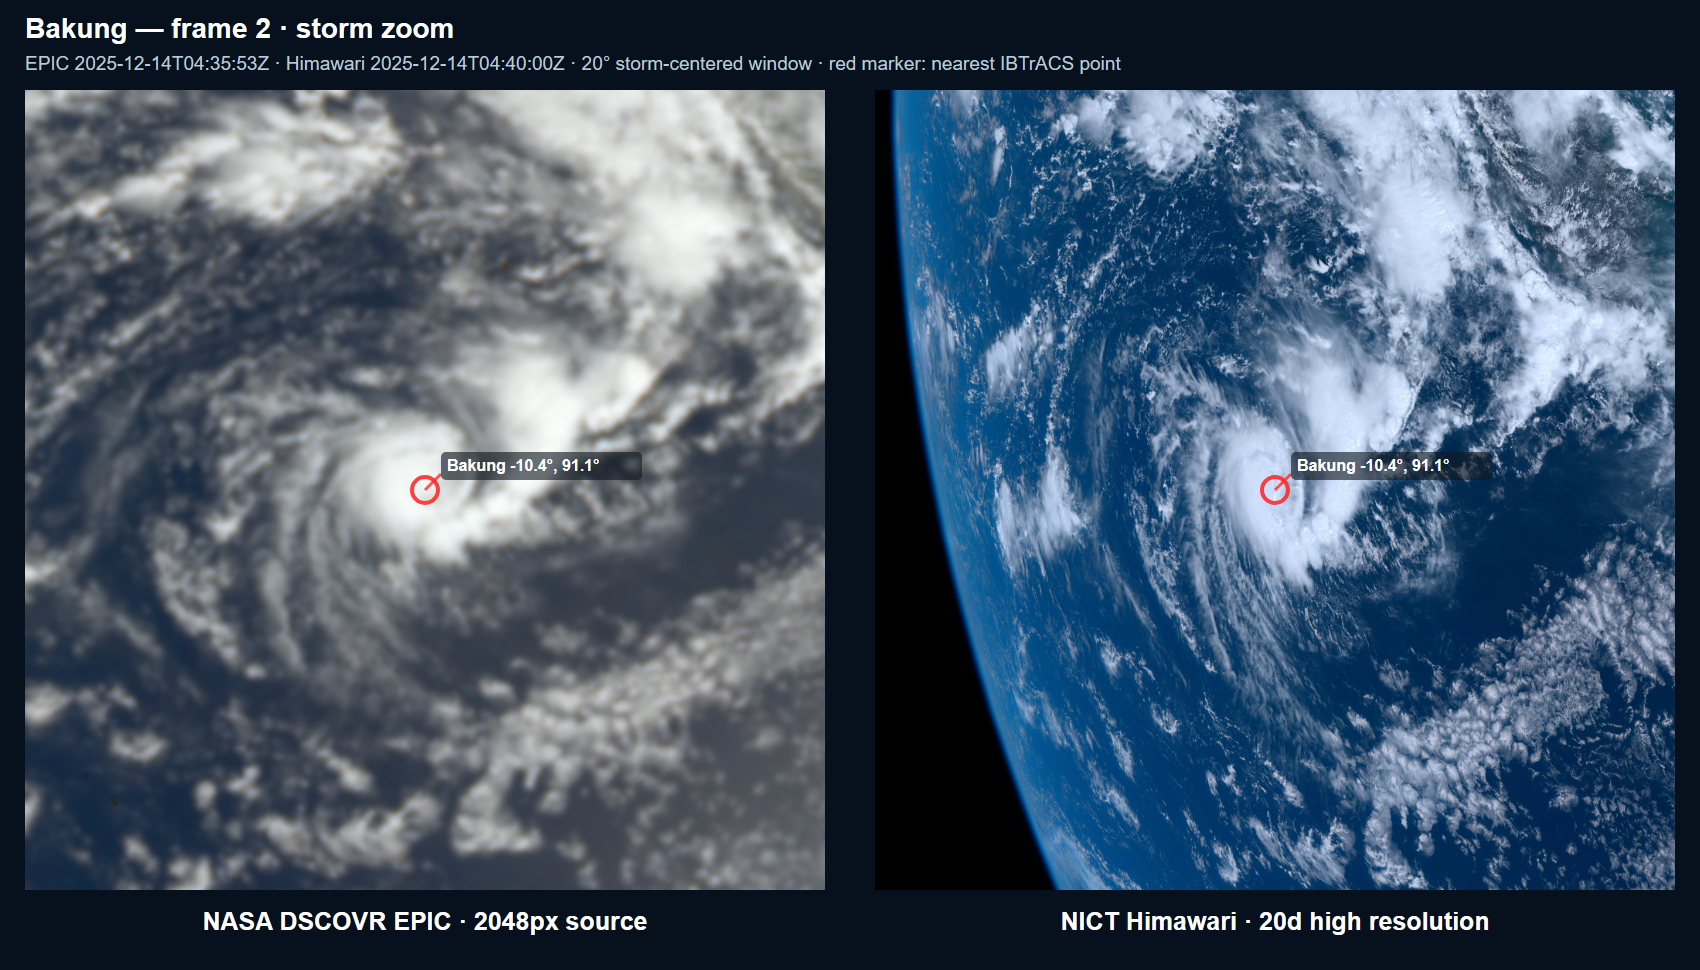 Bakung — frame 2 · storm zoom
EPIC 2025-12-14T04:35:53Z · Himawari 2025-12-14T04:40:00Z · 20° storm-centered window · red marker: nearest IBTrACS point
Bakung -10.4°, 91.1°
Bakung -10.4°, 91.1°
NASA DSCOVR EPIC · 2048px source
NICT Himawari · 20d high resolution